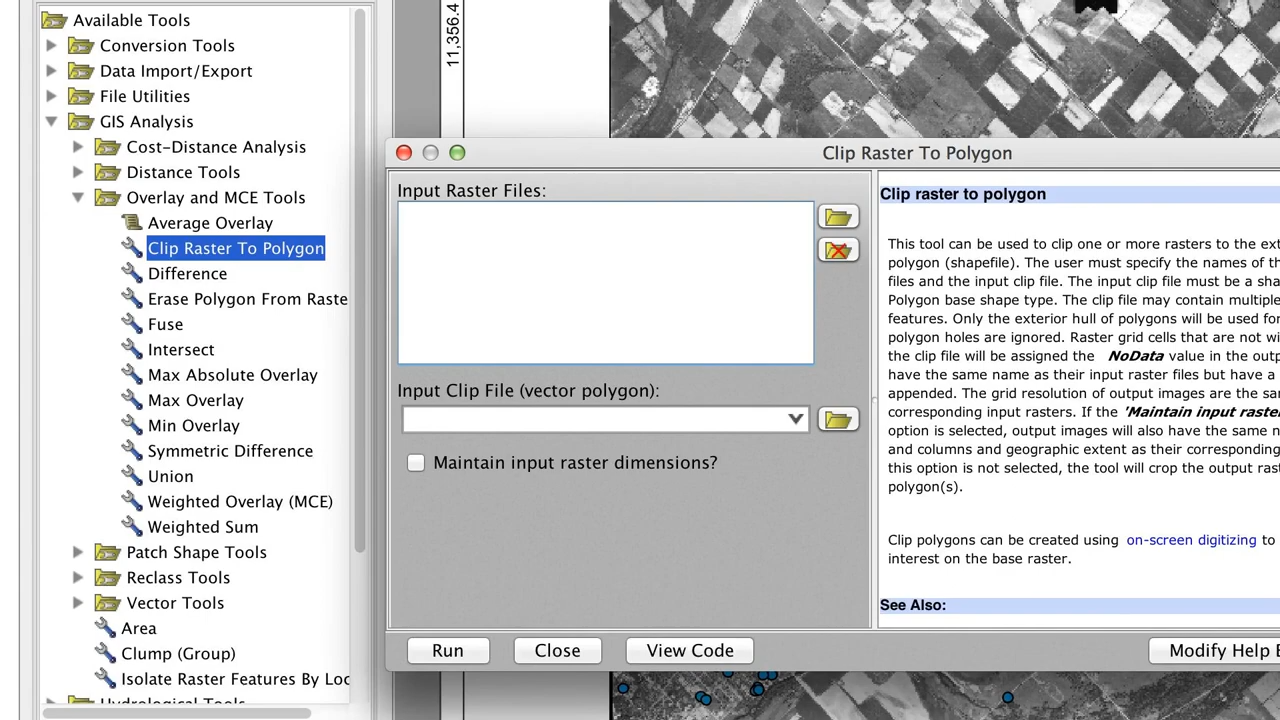 Available Tools
Conversion Tools
Data Import/Export
File Utilities
GIS Analysis
Cost-Distance Analysis
Distance Tools
Overlay and MCE Tools
Average Overlay
Clip Raster To Polygon
Difference
Erase Polygon From Raste
Fuse
Intersect
Max Absolute Overlay
Max Overlay
Min Overlay
Symmetric Difference
Union
Weighted Overlay (MCE)
Weighted Sum
Patch Shape Tools
Reclass Tools
Vector Tools
Area
Clump (Group)
Isolate Raster Features By Loc
Hydrological Tools
11,356.4
Clip Raster To Polygon
Input Raster Files:
Input Clip File (vector polygon):
Maintain input raster dimensions?
Run
Close
View Code
Clip raster to polygon
This tool can be used to clip one or more rasters to the ext
polygon (shapefile). The user must specify the names of th
files and the input clip file. The input clip file must be a sha
Polygon base shape type. The clip file may contain multiple
features. Only the exterior hull of polygons will be used for
polygon holes are ignored. Raster grid cells that are not wi
the clip file will be assigned the NoData value in the outp
have the same name as their input raster files but have a
appended. The grid resolution of output images are the sa
corresponding input rasters. If the 'Maintain input raste
option is selected, output images will also have the same n
and columns and geographic extent as their corresponding
this option is not selected, the tool will crop the output ras
polygon(s).
Clip polygons can be created using on-screen digitizing to
interest on the base raster.
See Also:
Modify Help E